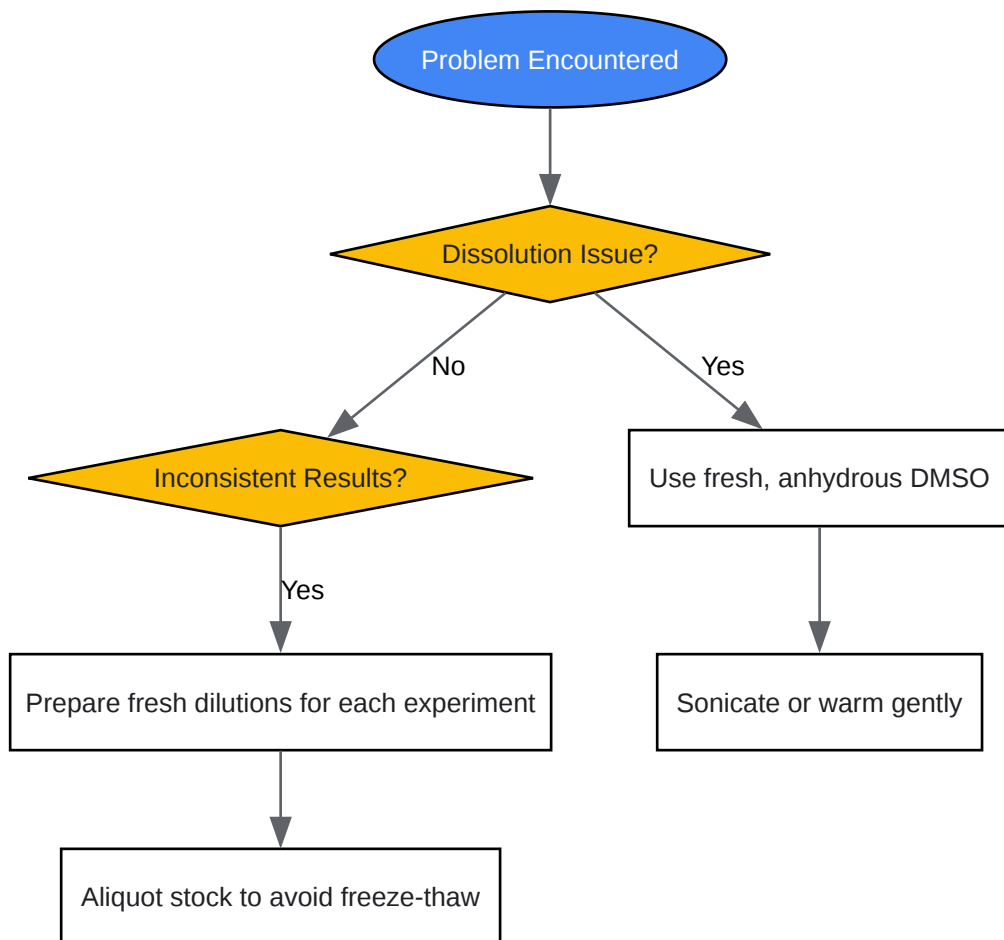 Problem Encountered
Dissolution Issue?
No
Yes
Inconsistent Results?
Use fresh, anhydrous DMSO
Yes
Prepare fresh dilutions for each experiment
Sonicate or warm gently
Aliquot stock to avoid freeze-thaw